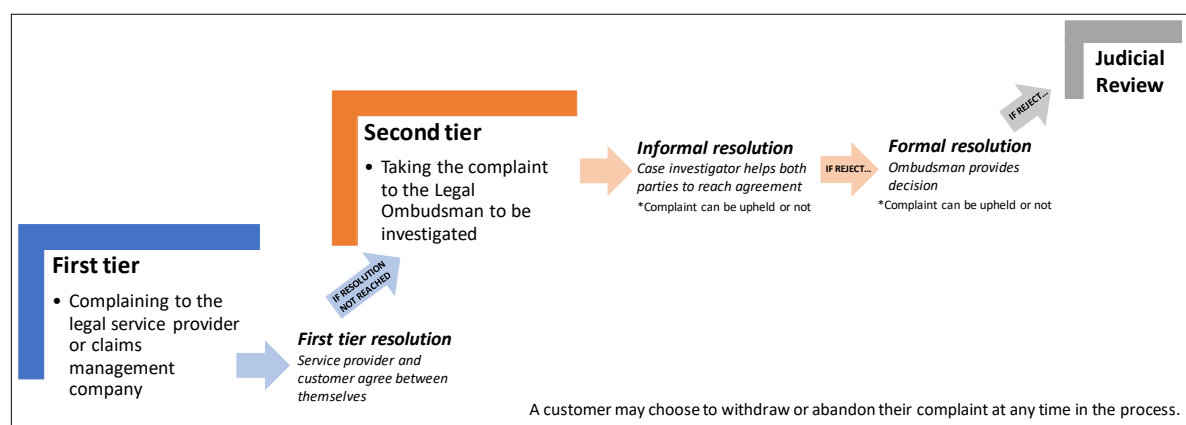 First tier
• Complaining to the
legal service provider
or claims
management
company
First tier resolution
Service provider and
customer agree between
themselves
IF RESOLUTION
NOT REACHED
Second tier
• Taking the complaint
to the Legal
Ombudsman to be
investigated
Informal resolution
Case investigator helps both
parties to reach agreement
*Complaint can be upheld or not
IF REJECT...
Formal resolution
Ombudsman provides
decision
*Complaint can be upheld or not
IF REJECT...
Judicial
Review
A customer may choose to withdraw or abandon their complaint at any time in the process.